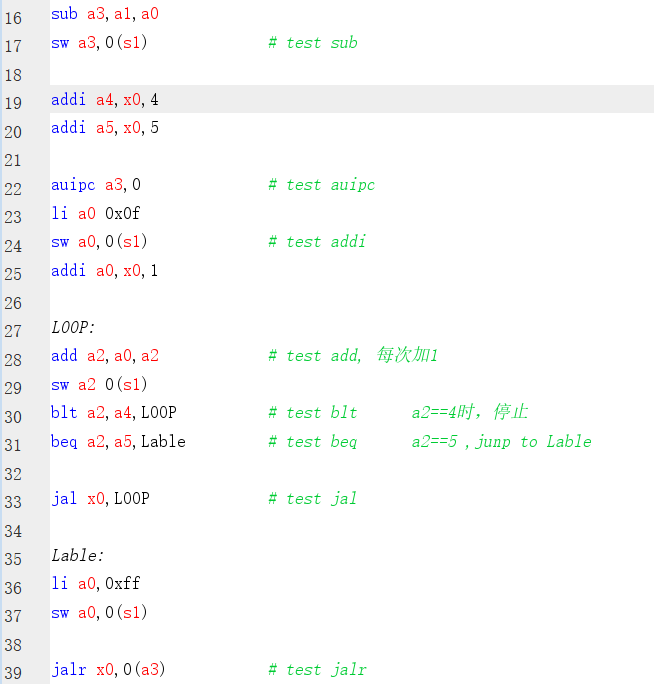 16 sub a3,a1,a0
17 sw a3,0(s1) # test sub
18
19 addi a4,x0,4
20 addi a5,x0,5
21
22 auipc a3,0 # test auipc
23 li a0 0x0f
24 sw a0,0(s1) # test addi
25 addi a0,x0,1
26
27 LOOP:
28 add a2,a0,a2 # test add, 每次加1
29 sw a2 0(s1)
30 blt a2,a4,LOOP # test blt a2==4时，停止
31 beq a2,a5,Lable # test beq a2==5 ,junp to Lable
32
33 jal x0,LOOP # test jal
34
35 Lable:
36 li a0,0xff
37 sw a0,0(s1)
38
39 jalr x0,0(a3) # test jalr